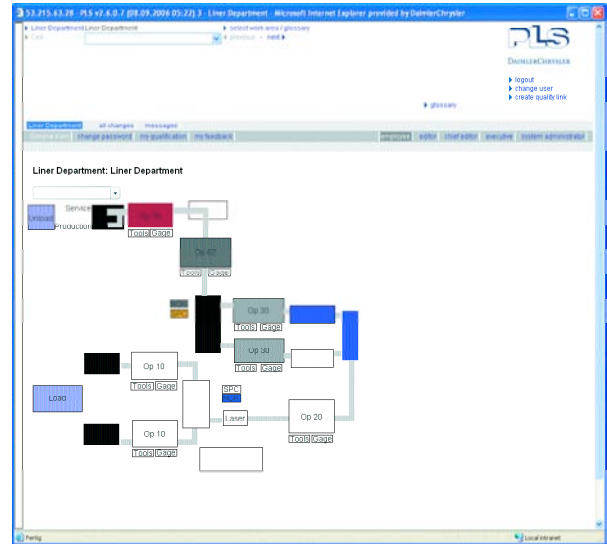 53.215.63.28 - PLS v2.6.0.7 (08.09.2006 05:22) 3 - Liner Department - Microsoft Internet Explorer provided by DaimlerChrysler
Liner Department Liner Department
select work area / glossary
previous
next
PLS
DAIMLERCHRYSLER
logout
change user
create quality link
glossary
Liner Department
all changes
messages
change password
my qualification
my feedback
employee
editor
chief editor
executive
system administrator
Liner Department: Liner Department
Unload
Service
Production
Tools Gage
Tools Gage
Op 30
Tools Gage
Op 30
Tools Gage
Op 10
Tools Gage
Load
SPC
Laser
Op 20
Tools Gage
Op 10
Tools Gage
Fertig
Local intranet